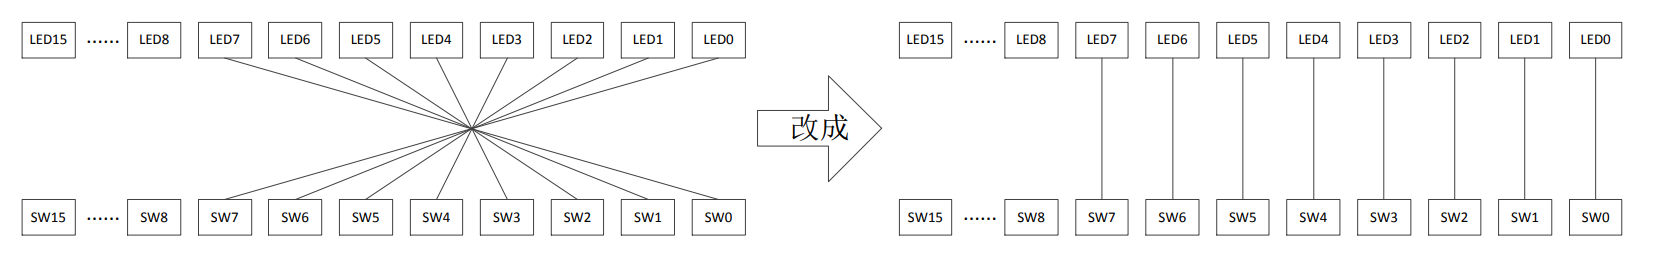 LED15 ...... LED8 LED7 LED6 LED5 LED4 LED3 LED2 LED1 LED0
SW15 ...... SW8 SW7 SW6 SW5 SW4 SW3 SW2 SW1 SW0
改成
LED15 ...... LED8 LED7 LED6 LED5 LED4 LED3 LED2 LED1 LED0
SW15 ...... SW8 SW7 SW6 SW5 SW4 SW3 SW2 SW1 SW0